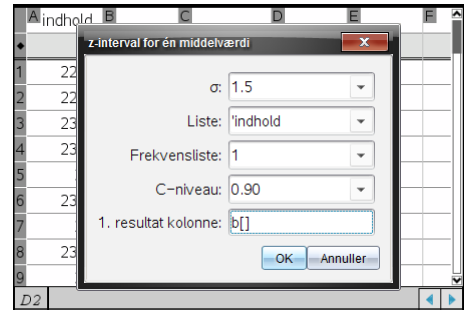 A indhold B C D E F
◆
z-interval for én middelværdi
1 22
σ: 1.5
2 22
3 23
Liste: 'indhold
4 23
Frekvensliste: 1
5
C-niveau: 0.90
6 23
7
1. resultat kolonne: b[]
8 23
OK Annuller
9
D2